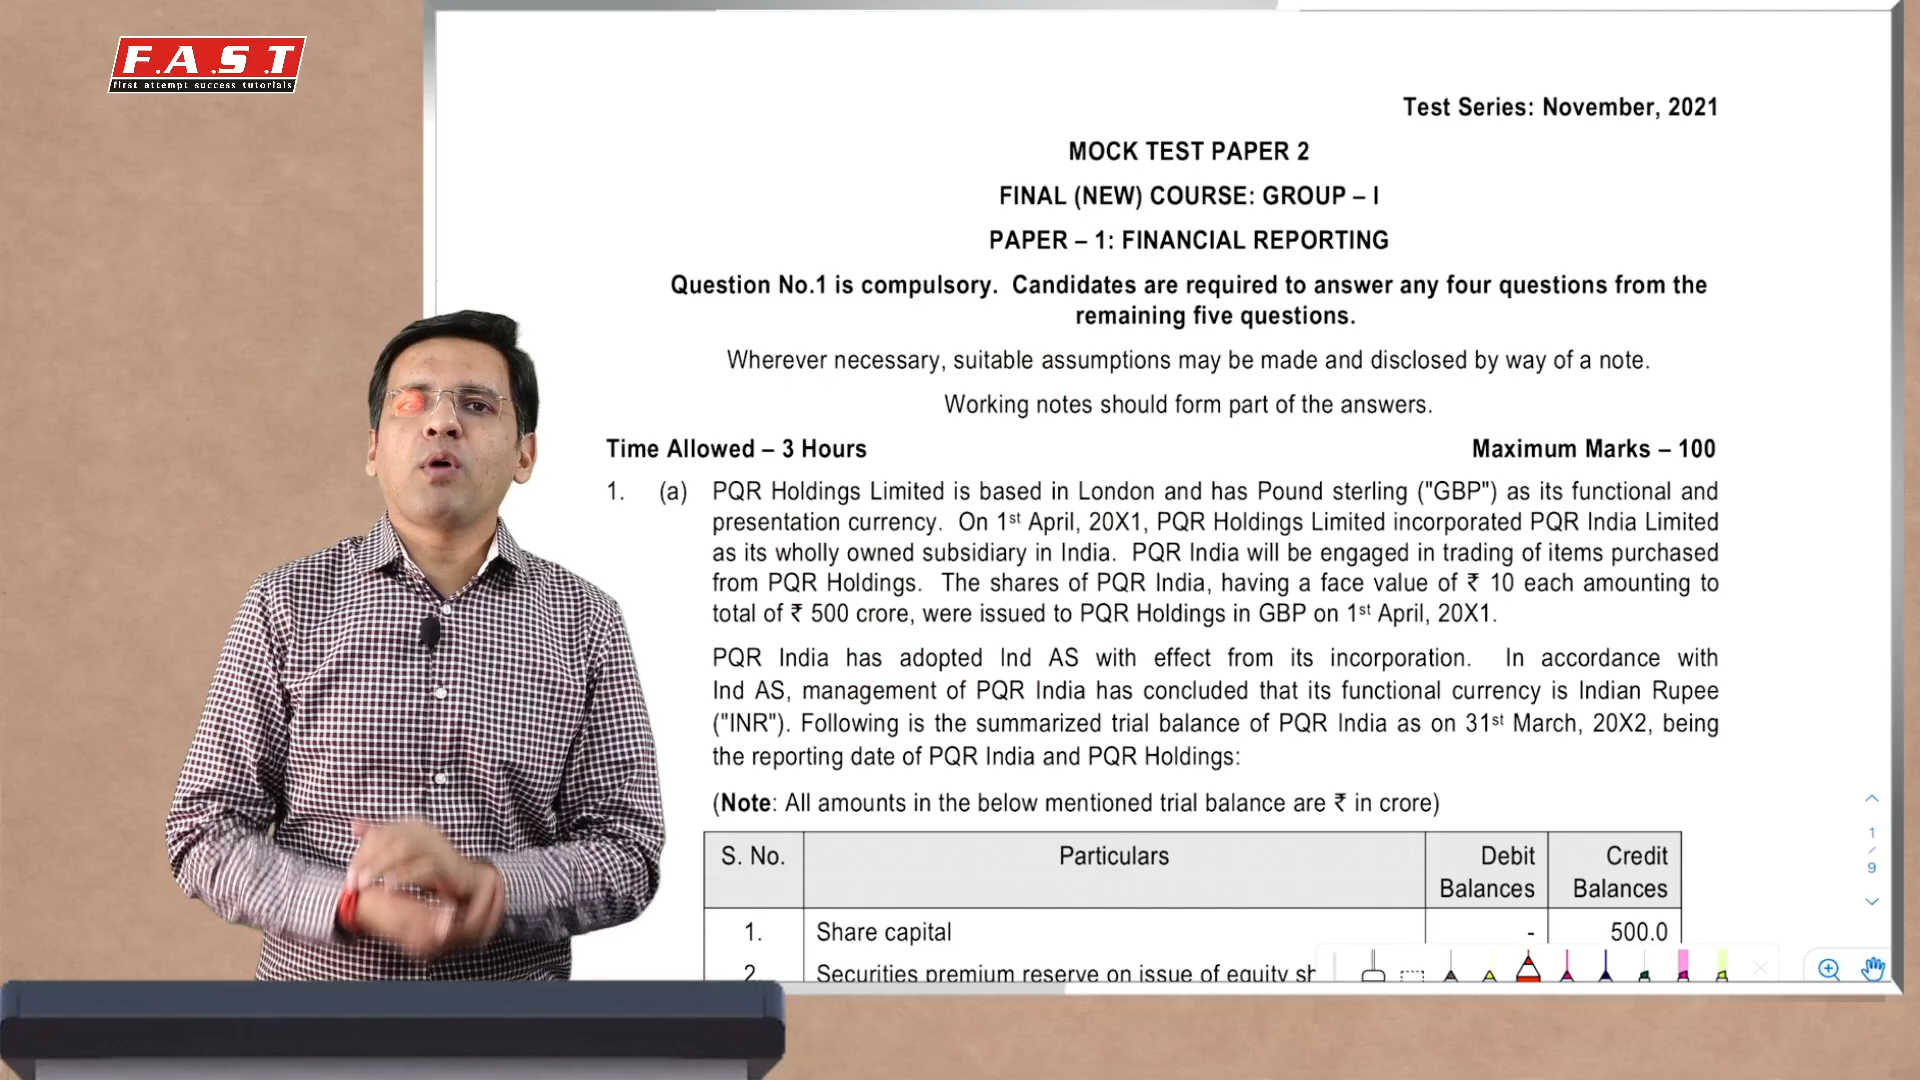 F.A.S.T
first attempt success tutorials
Test Series: November, 2021
MOCK TEST PAPER 2
FINAL (NEW) COURSE: GROUP – I
PAPER – 1: FINANCIAL REPORTING
Question No.1 is compulsory. Candidates are required to answer any four questions from the
remaining five questions.
Wherever necessary, suitable assumptions may be made and disclosed by way of a note.
Working notes should form part of the answers.
Time Allowed – 3 Hours Maximum Marks – 100
1. (a) PQR Holdings Limited is based in London and has Pound sterling ("GBP") as its functional and
presentation currency. On 1st April, 20X1, PQR Holdings Limited incorporated PQR India Limited
as its wholly owned subsidiary in India. PQR India will be engaged in trading of items purchased
from PQR Holdings. The shares of PQR India, having a face value of ₹ 10 each amounting to
total of ₹ 500 crore, were issued to PQR Holdings in GBP on 1st April, 20X1.
PQR India has adopted Ind AS with effect from its incorporation. In accordance with
Ind AS, management of PQR India has concluded that its functional currency is Indian Rupee
("INR"). Following is the summarized trial balance of PQR India as on 31st March, 20X2, being
the reporting date of PQR India and PQR Holdings:
(Note: All amounts in the below mentioned trial balance are ₹ in crore)
S. No. Particulars Debit Balances Credit Balances
1. Share capital - 500.0
2 Securities premium reserve on issue of equity sh
1
/
9